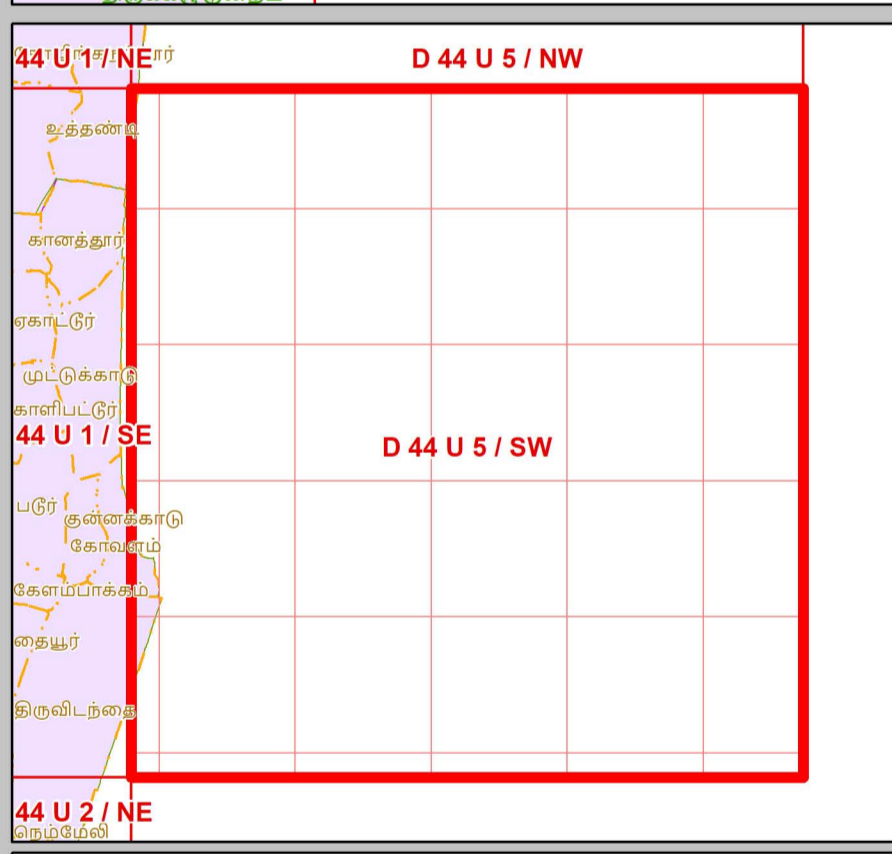 44 U 1 / NE
D 44 U 5 / NW
உத்தண்டி
கானத்தூர்
ஏகாட்டூர்
முட்டுக்காடு
காளிபட்டூர்
44 U 1 / SE
D 44 U 5 / SW
படூர்
குன்னக்காடு
கோவளம்
கேளம்பாக்கம்
தையூர்
திருவிடந்தை
44 U 2 / NE
நெம்மேலி